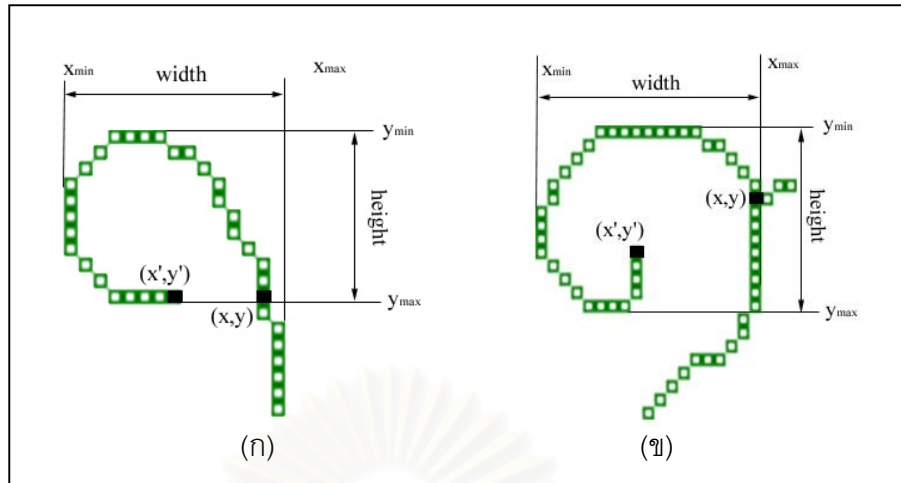 xmin width xmax
ymin
height
(x',y')
ymax
(x,y)
(ก)
xmin width xmax
ymin
(x,y)
height
(x',y')
ymax
(ข)